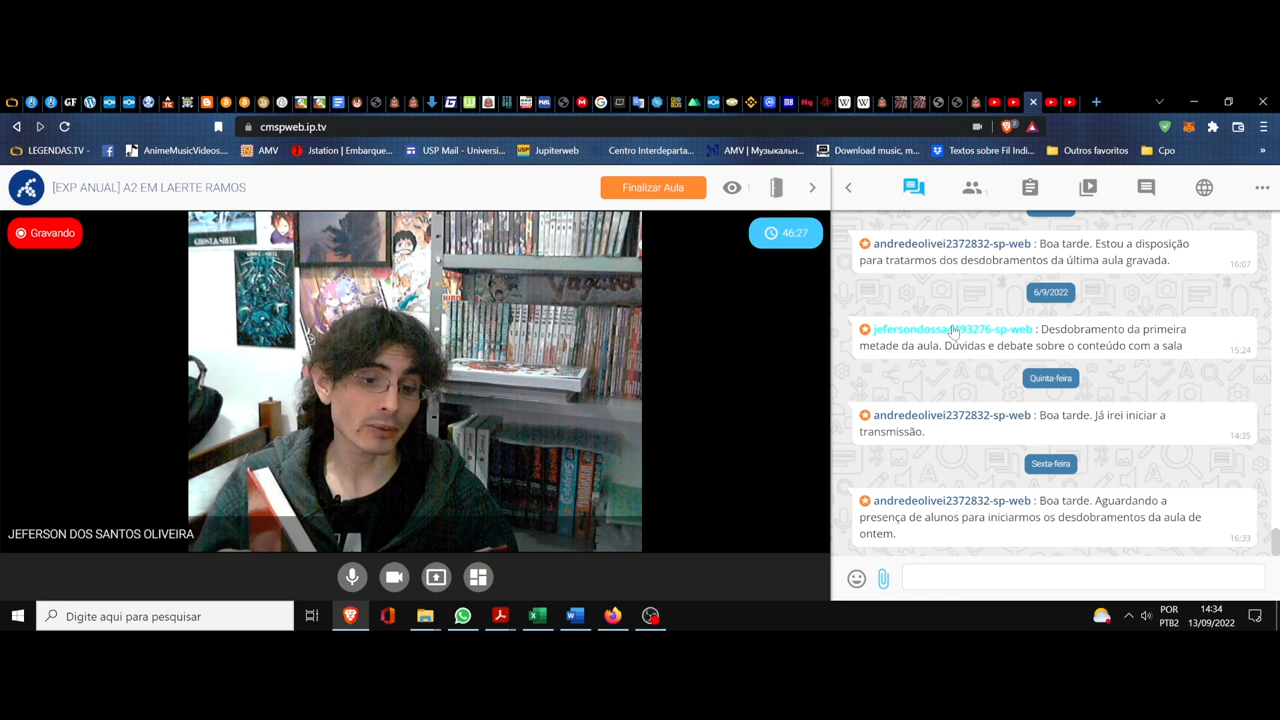 cmspweb.ip.tv
2
LEGENDAS.TV -
AnimeMusicVideos...
AMV
Jstation | Embarque...
USP Mail - Universi...
Jupiterweb
Centro Interdeparta...
AMV | Музыкальн...
Download music, m...
Textos sobre Fil Indi...
Outros favoritos
Cpo
»
[EXP ANUAL] A2 EM LAERTE RAMOS
Finalizar Aula
1
1
Gravando
46:27
JEFERSON DOS SANTOS OLIVEIRA
andredeolivei2372832-sp-web : Boa tarde. Estou a disposição
para tratarmos dos desdobramentos da última aula gravada.
16:07
6/9/2022
: Desdobramento da primeira
metade da aula. Dúvidas e debate sobre o conteúdo com a sala
15:24
Quinta-feira
andredeolivei2372832-sp-web : Boa tarde. Já irei iniciar a
transmissão.
14:35
Sexta-feira
andredeolivei2372832-sp-web : Boa tarde. Aguardando a
presença de alunos para iniciarmos os desdobramentos da aula de
ontem.
16:33
Digite aqui para pesquisar
POR
PTB2
14:34
13/09/2022